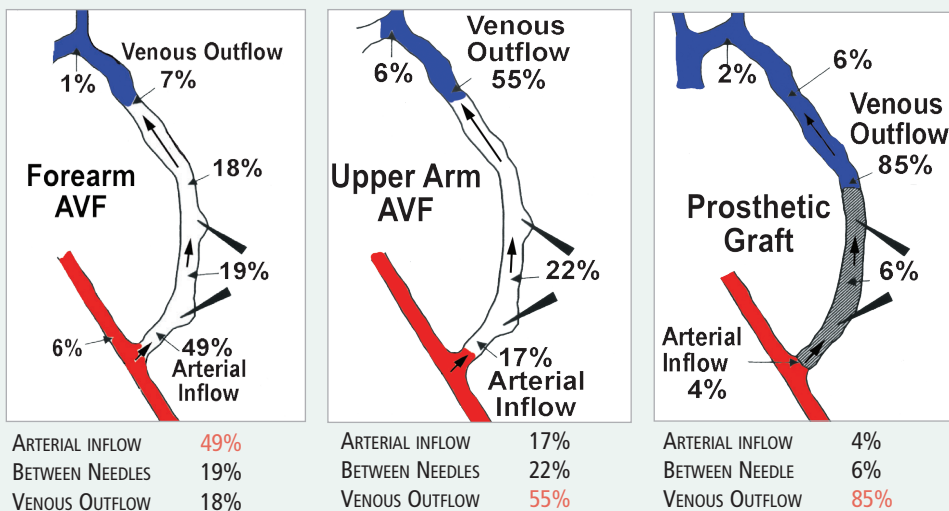 Venous Outflow
1%
7%
18%
Forearm
AVF
19%
6%
49%
Arterial
Inflow
ARTERIAL INFLOW 49%
BETWEEN NEEDLES 19%
VENOUS OUTFLOW 18%
Venous
Outflow
6%
55%
Upper Arm
AVF
22%
17%
Arterial
Inflow
ARTERIAL INFLOW 17%
BETWEEN NEEDLES 22%
VENOUS OUTFLOW 55%
2%
6%
Venous
Outflow
85%
Prosthetic
Graft
6%
Arterial
Inflow
4%
ARTERIAL INFLOW 4%
BETWEEN NEEDLE 6%
VENOUS OUTFLOW 85%